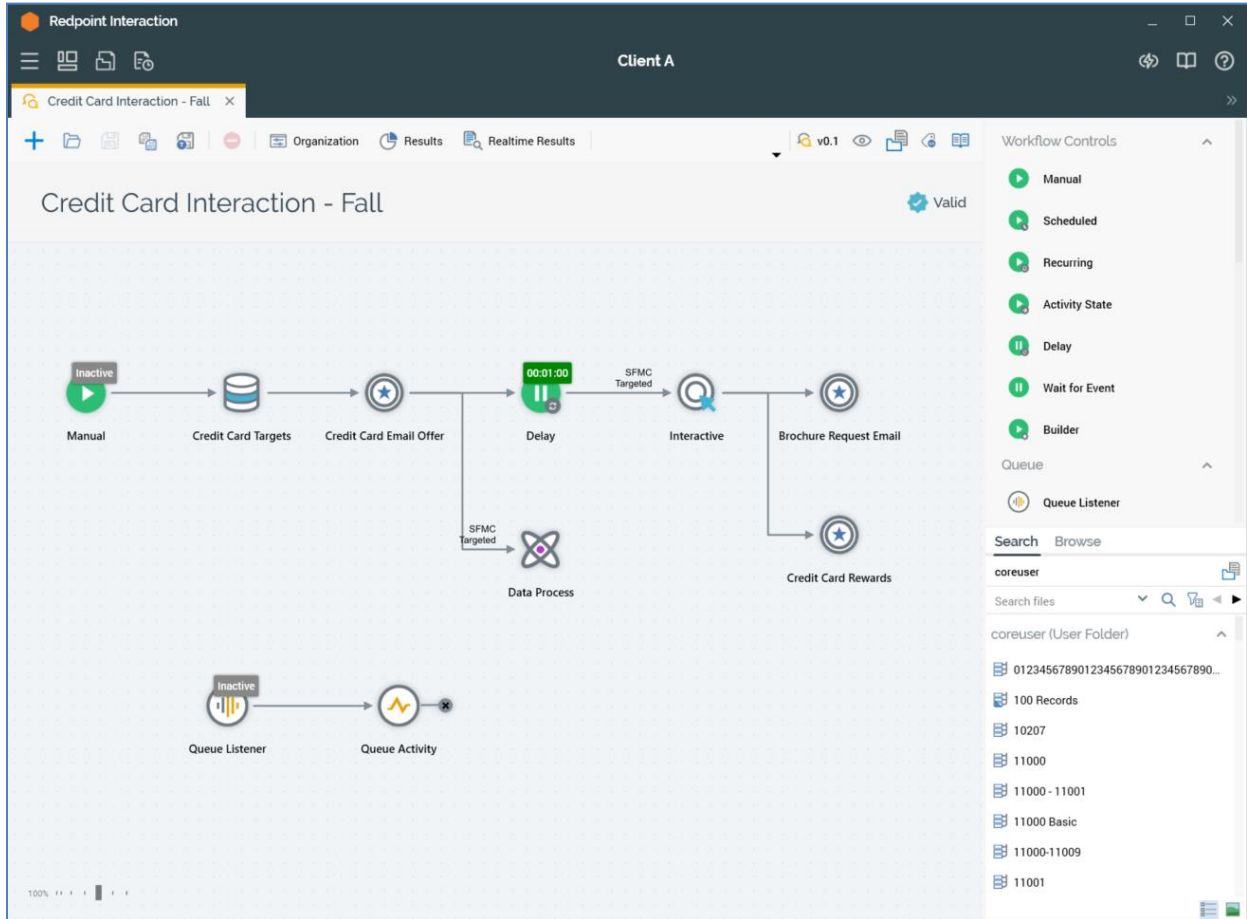 Redpoint Interaction
Client A
Credit Card Interaction - Fall
Organization Results Realtime Results v0.1
Credit Card Interaction - Fall
Valid
Inactive
Manual
Credit Card Targets
Credit Card Email Offer
00:01:00
Delay
SFMC
Targeted
Interactive
Brochure Request Email
SFMC
Targeted
Data Process
Credit Card Rewards
Inactive
Queue Listener
Queue Activity
100%
Workflow Controls
Manual
Scheduled
Recurring
Activity State
Delay
Wait for Event
Builder
Queue
Queue Listener
Search Browse
coreuser
Search files
coreuser (User Folder)
0123456789012345678901234567890...
100 Records
10207
11000
11000 - 11001
11000 Basic
11000-11009
11001